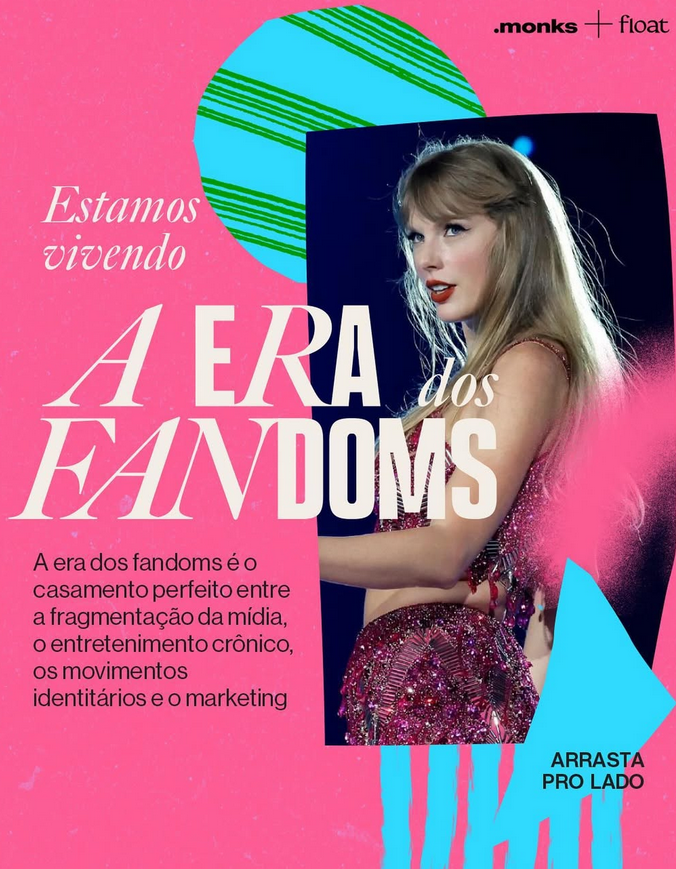 .monks + float
Estamos
vivendo
A ERA dos
FANDOMS
A era dos fandoms é o
casamento perfeito entre
a fragmentação da mídia,
o entretenimento crônico,
os movimentos
identitários e o marketing
ARRASTA
PRO LADO